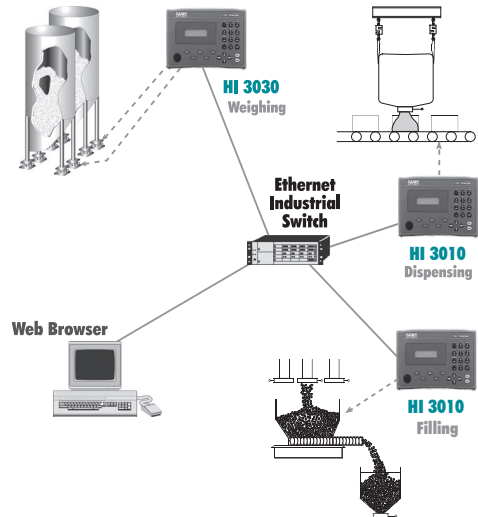 HI 3030
Weighing
Ethernet
Industrial
Switch
HI 3010
Dispensing
Web Browser
HI 3010
Filling